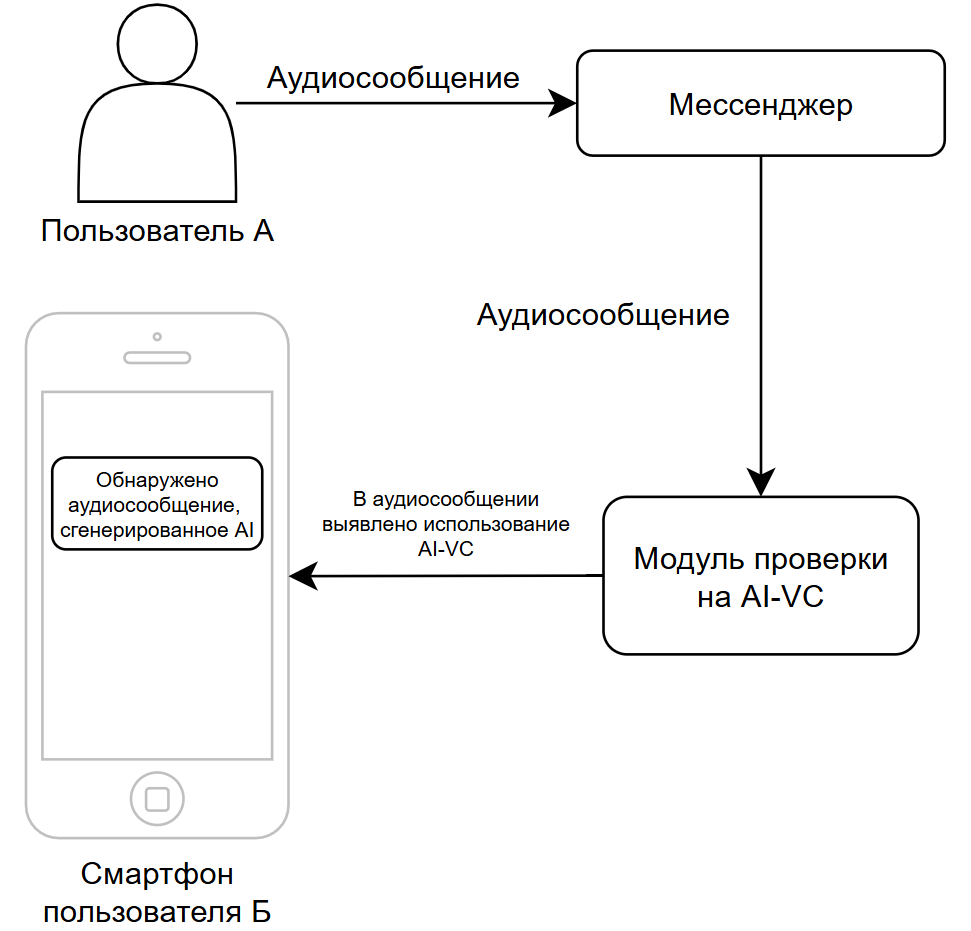 Аудиосообщение
Мессенджер
Пользователь А
Аудиосообщение
Обнаружено
аудиосообщение,
сгенерированное AI
В аудиосообщении
выявлено использование
AI-VC
Модуль проверки
на AI-VC
Смартфон
пользователя Б